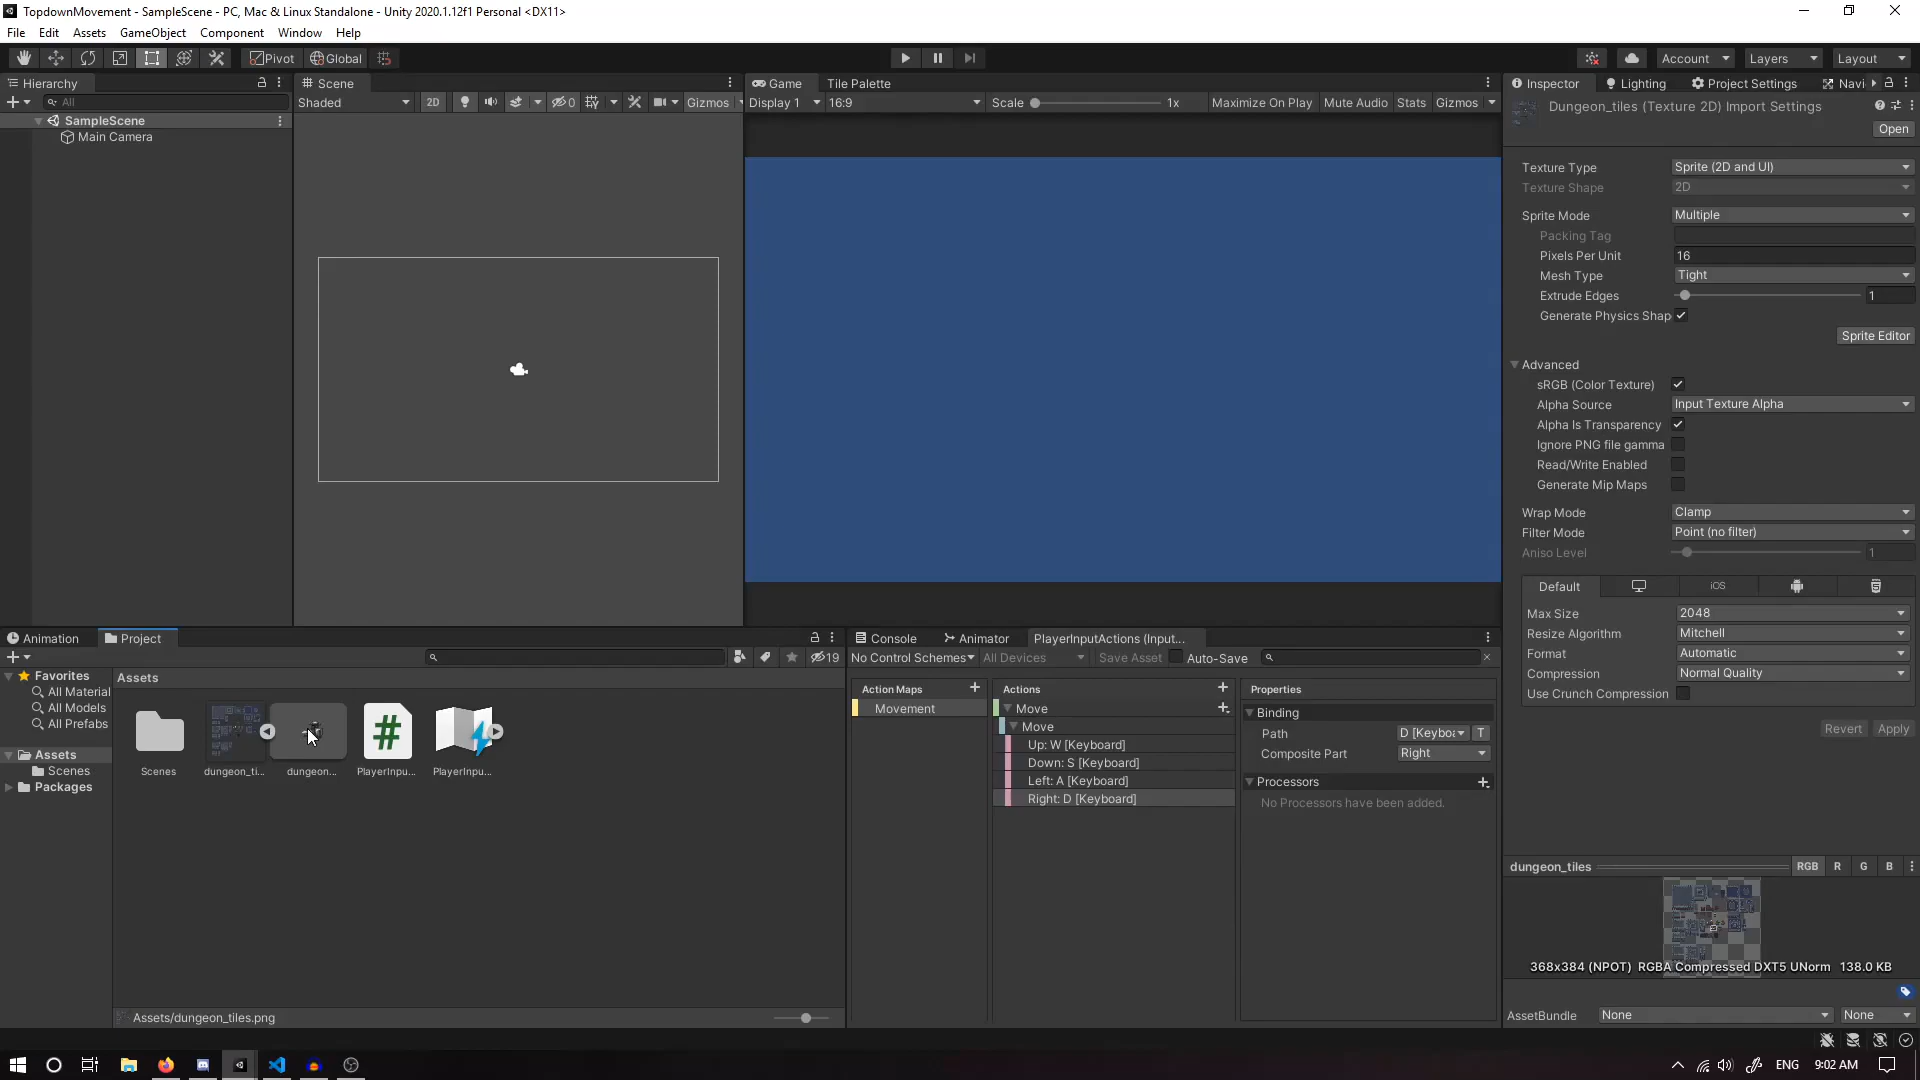 TopdownMovement - SampleScene - PC, Mac & Linux Standalone - Unity 2020.1.12f1 Personal <DX11>
File Edit Assets GameObject Component Window Help
Pivot Global Account Layers Layout
Hierarchy
All
SampleScene
Main Camera
Scene
Shaded 2D 0 Gizmos
Game Tile Palette
Display 1 16:9 Scale 1x Maximize On Play Mute Audio Stats Gizmos
Inspector Lighting Project Settings Navi
Dungeon_tiles (Texture 2D) Import Settings
Open
Texture Type Sprite (2D and UI)
Texture Shape 2D
Sprite Mode Multiple
Packing Tag
Pixels Per Unit 16
Mesh Type Tight
Extrude Edges 1
Generate Physics Shap
Sprite Editor
Advanced
sRGB (Color Texture)
Alpha Source Input Texture Alpha
Alpha Is Transparency
Ignore PNG file gamma
Read/Write Enabled
Generate Mip Maps
Wrap Mode Clamp
Filter Mode Point (no filter)
Aniso Level 1
Default iOS
Max Size 2048
Resize Algorithm Mitchell
Format Automatic
Compression Normal Quality
Use Crunch Compression
Revert Apply
dungeon_tiles RGB R G B
368x384 (NPOT) RGBA Compressed DXT5 UNorm 138.0 KB
AssetBundle None None
Animation Project
19
Favorites
All Material
All Models
All Prefabs
Assets
Scenes
Packages
Assets
Scenes dungeon_ti... dungeon... PlayerInpu... PlayerInpu...
Assets/dungeon_tiles.png
Console Animator PlayerInputActions (Input...
No Control Schemes All Devices Save Asset Auto-Save
Action Maps
Movement
Actions
Move
Move
Up: W [Keyboard]
Down: S [Keyboard]
Left: A [Keyboard]
Right: D [Keyboard]
Properties
Binding
Path D [Keyboa T
Composite Part Right
Processors
No Processors have been added.
ENG 9:02 AM